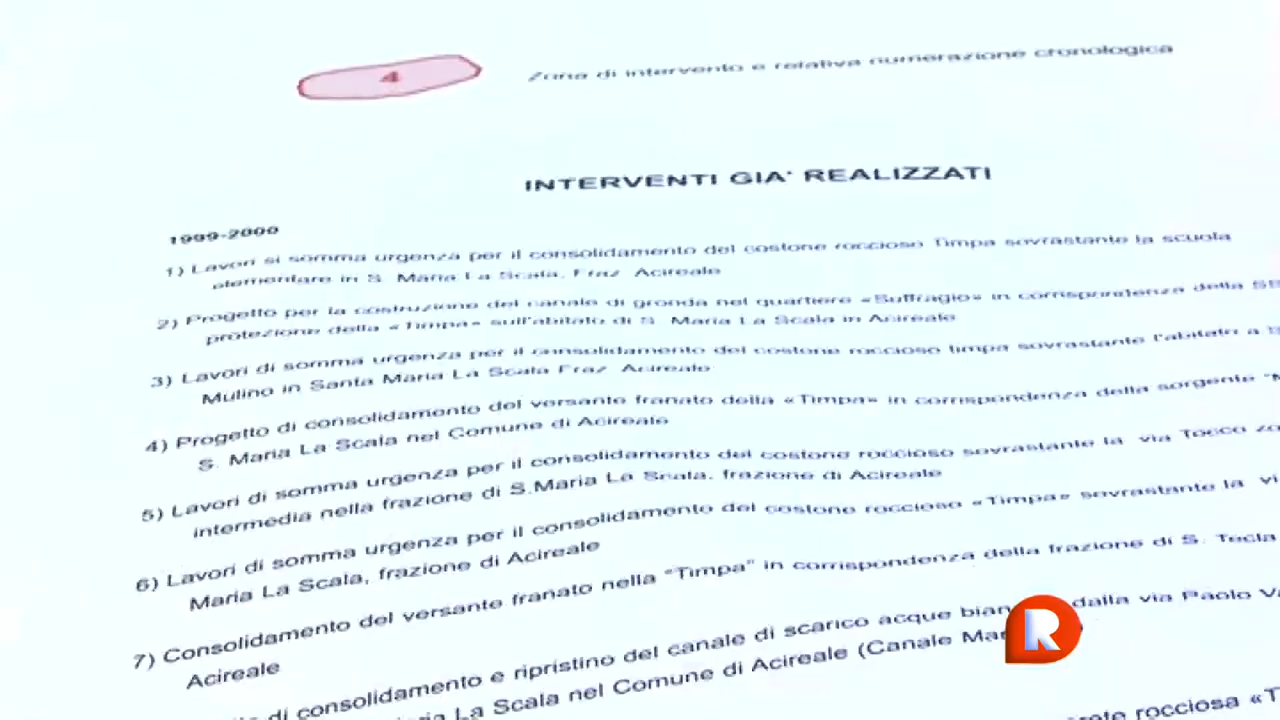 4
Zona di intervento e relativa numerazione cronologica
INTERVENTI GIA' REALIZZATI
1999-2000
1) Lavori si somma urgenza per il consolidamento del costone roccioso Timpa sovrastante la scuola
elementare in S. Maria La Scala, Fraz. Acireale
2) Progetto per la costruzione del canale di gronda nel quartiere «Suffragio» in corrispondenza della
protezione della «Timpa» sull'abitato di S. Maria La Scala in Acireale
3) Lavori di somma urgenza per il consolidamento del costone roccioso timpa sovrastante l'abitato a
Mulino in Santa Maria La Scala Fraz. Acireale
4) Progetto di consolidamento del versante franato della «Timpa» in corrispondenza della sorgente
S. Maria La Scala nel Comune di Acireale
5) Lavori di somma urgenza per il consolidamento del costone roccioso sovrastante la via Tocco
intermedia nella frazione di S.Maria La Scala, frazione di Acireale
6) Lavori di somma urgenza per il consolidamento del costone roccioso «Timpa» sovrastante la
Maria La Scala, frazione di Acireale
7) Consolidamento del versante franato nella "Timpa" in corrispondenza della frazione di S. Tecla
Acireale
di consolidamento e ripristino del canale di scarico acque dalla via Paolo
La Scala nel Comune di Acireale (Canale
R
rocciosa